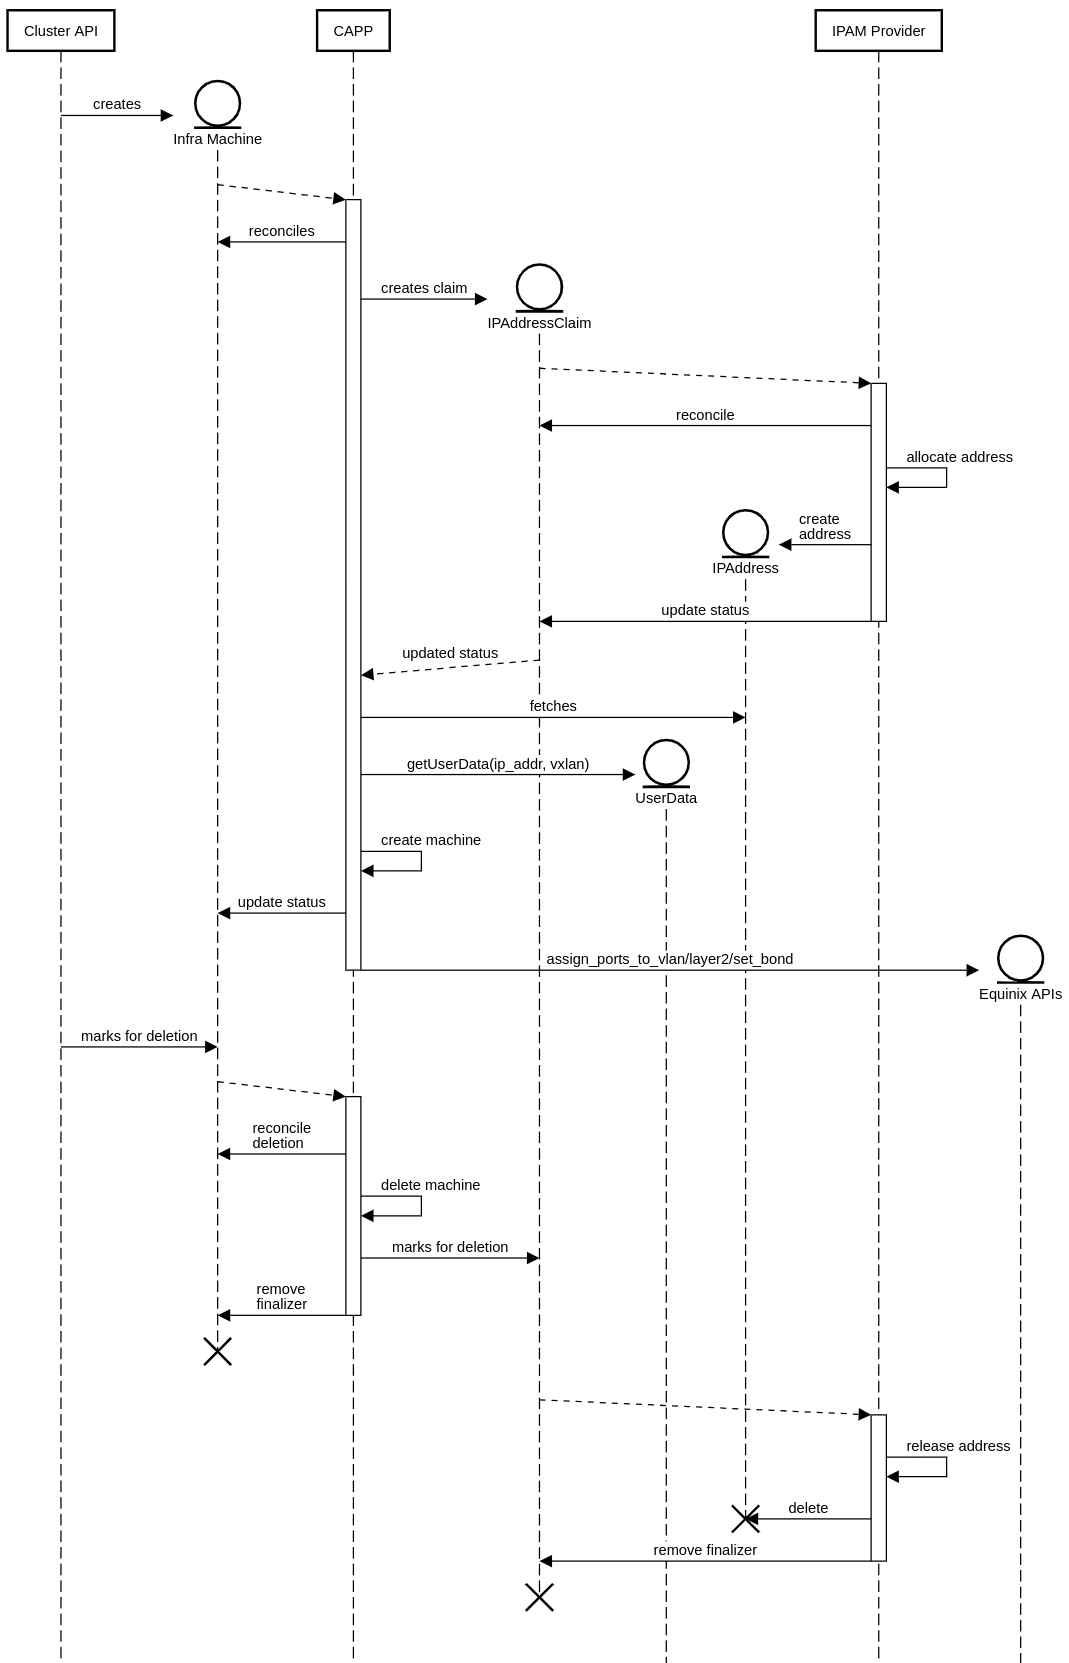 Cluster API
CAPP
IPAM Provider
creates
Infra Machine
reconciles
creates claim
IPAddressClaim
reconcile
allocate address
create
address
IPAddress
update status
updated status
fetches
getUserData(ip_addr, vxlan)
UserData
create machine
update status
assign_ports_to_vlan/layer2/set_bond
Equinix APIs
marks for deletion
reconcile
deletion
delete machine
marks for deletion
remove
finalizer
release address
delete
remove finalizer